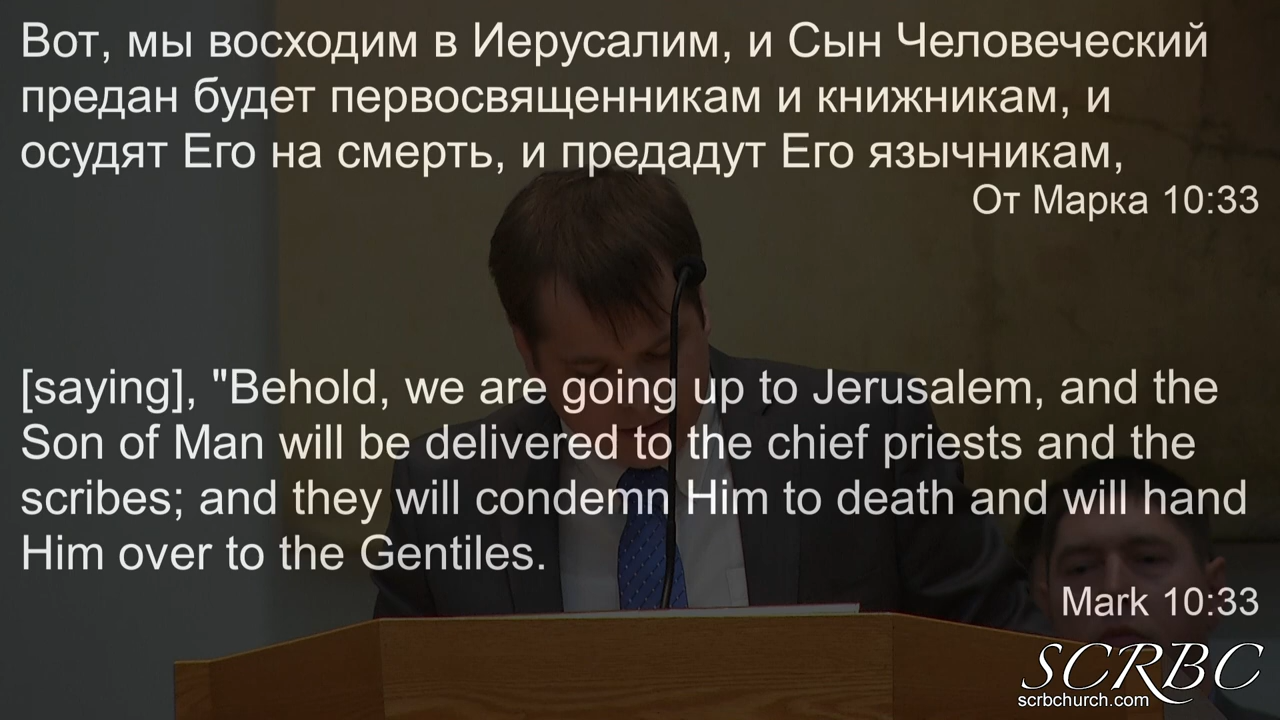 Вот, мы восходим в Иерусалим, и Сын Человеческий
предан будет первосвященникам и книжникам, и
осудят Его на смерть, и предадут Его язычникам,
От Марка 10:33
[saying], "Behold, we are going up to Jerusalem, and the
Son of Man will be delivered to the chief priests and the
scribes; and they will condemn Him to death and will hand
Him over to the Gentiles.
Mark 10:33
SCRBC
scrbchurch.com